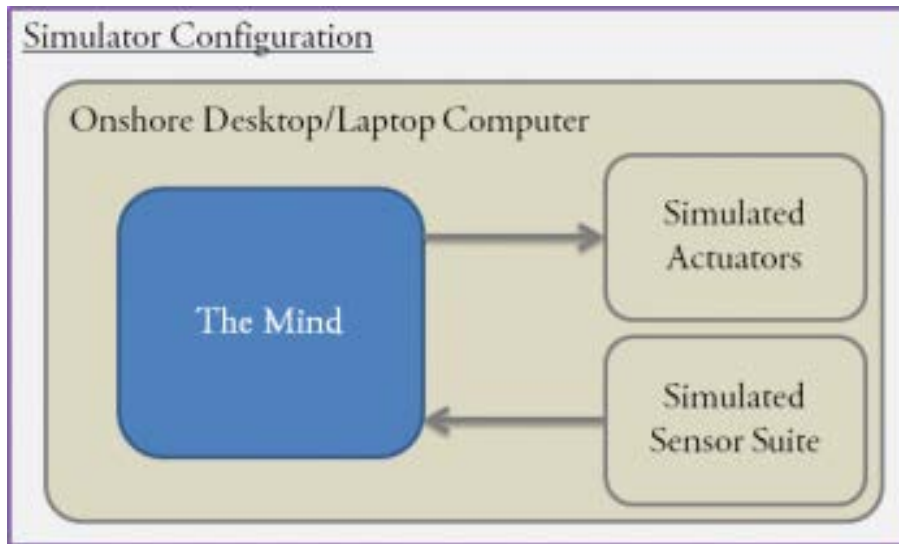 Simulator Configuration
Onshore Desktop/Laptop Computer
Simulated
Actuators
The Mind
Simulated
Sensor Suite